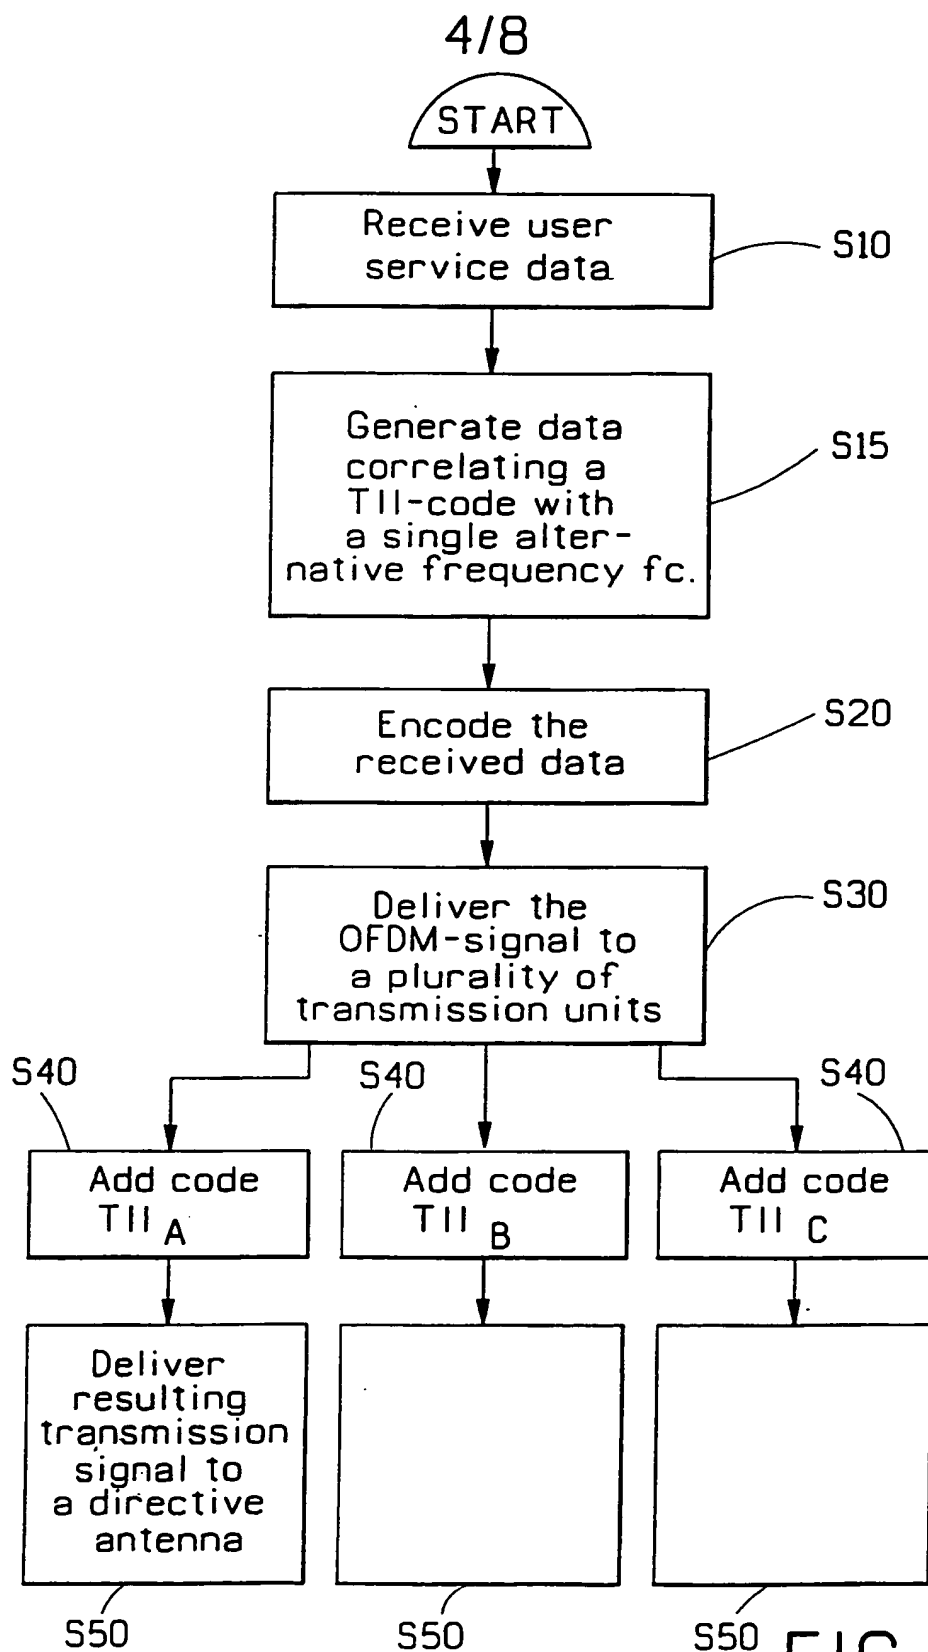 4/8
START
Receive user
service data
S10
Generate data
correlating a
TII-code with
a single alter-
native frequency fc.
S15
Encode the
received data
S20
Deliver the
OFDM-signal to
a plurality of
transmission units
S30
S40
S40
S40
Add code
TII A
Add code
TII B
Add code
TII C
Deliver
resulting
transmission
signal to
a directive
antenna
S50
S50
S50
FIG